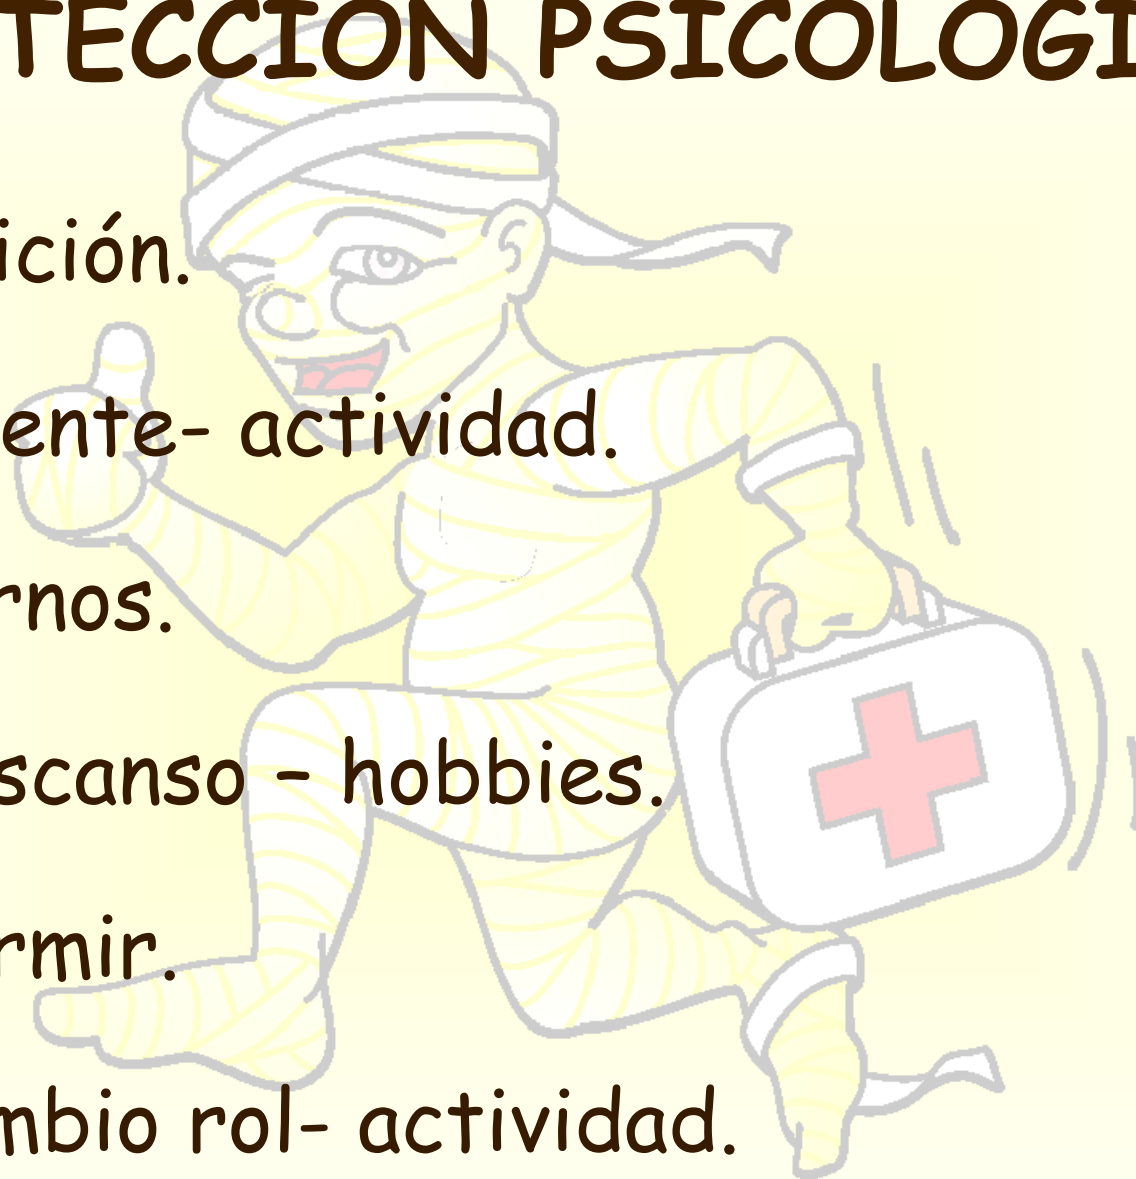 TECCION PSICOLOGI
ición.
ente- actividad.
rnos.
scanso – hobbies.
rmir.
mbio rol- actividad.